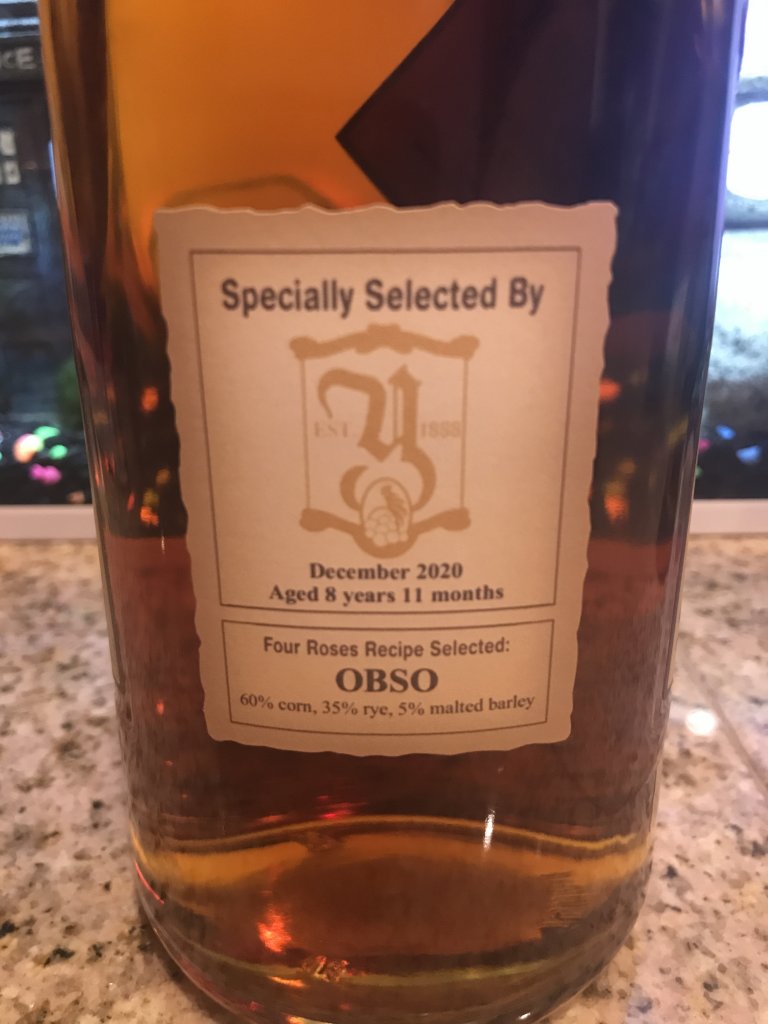 Specially Selected By
EST. Y 1888
December 2020
Aged 8 years 11 months
Four Roses Recipe Selected:
OBSO
60% corn, 35% rye, 5% malted barley